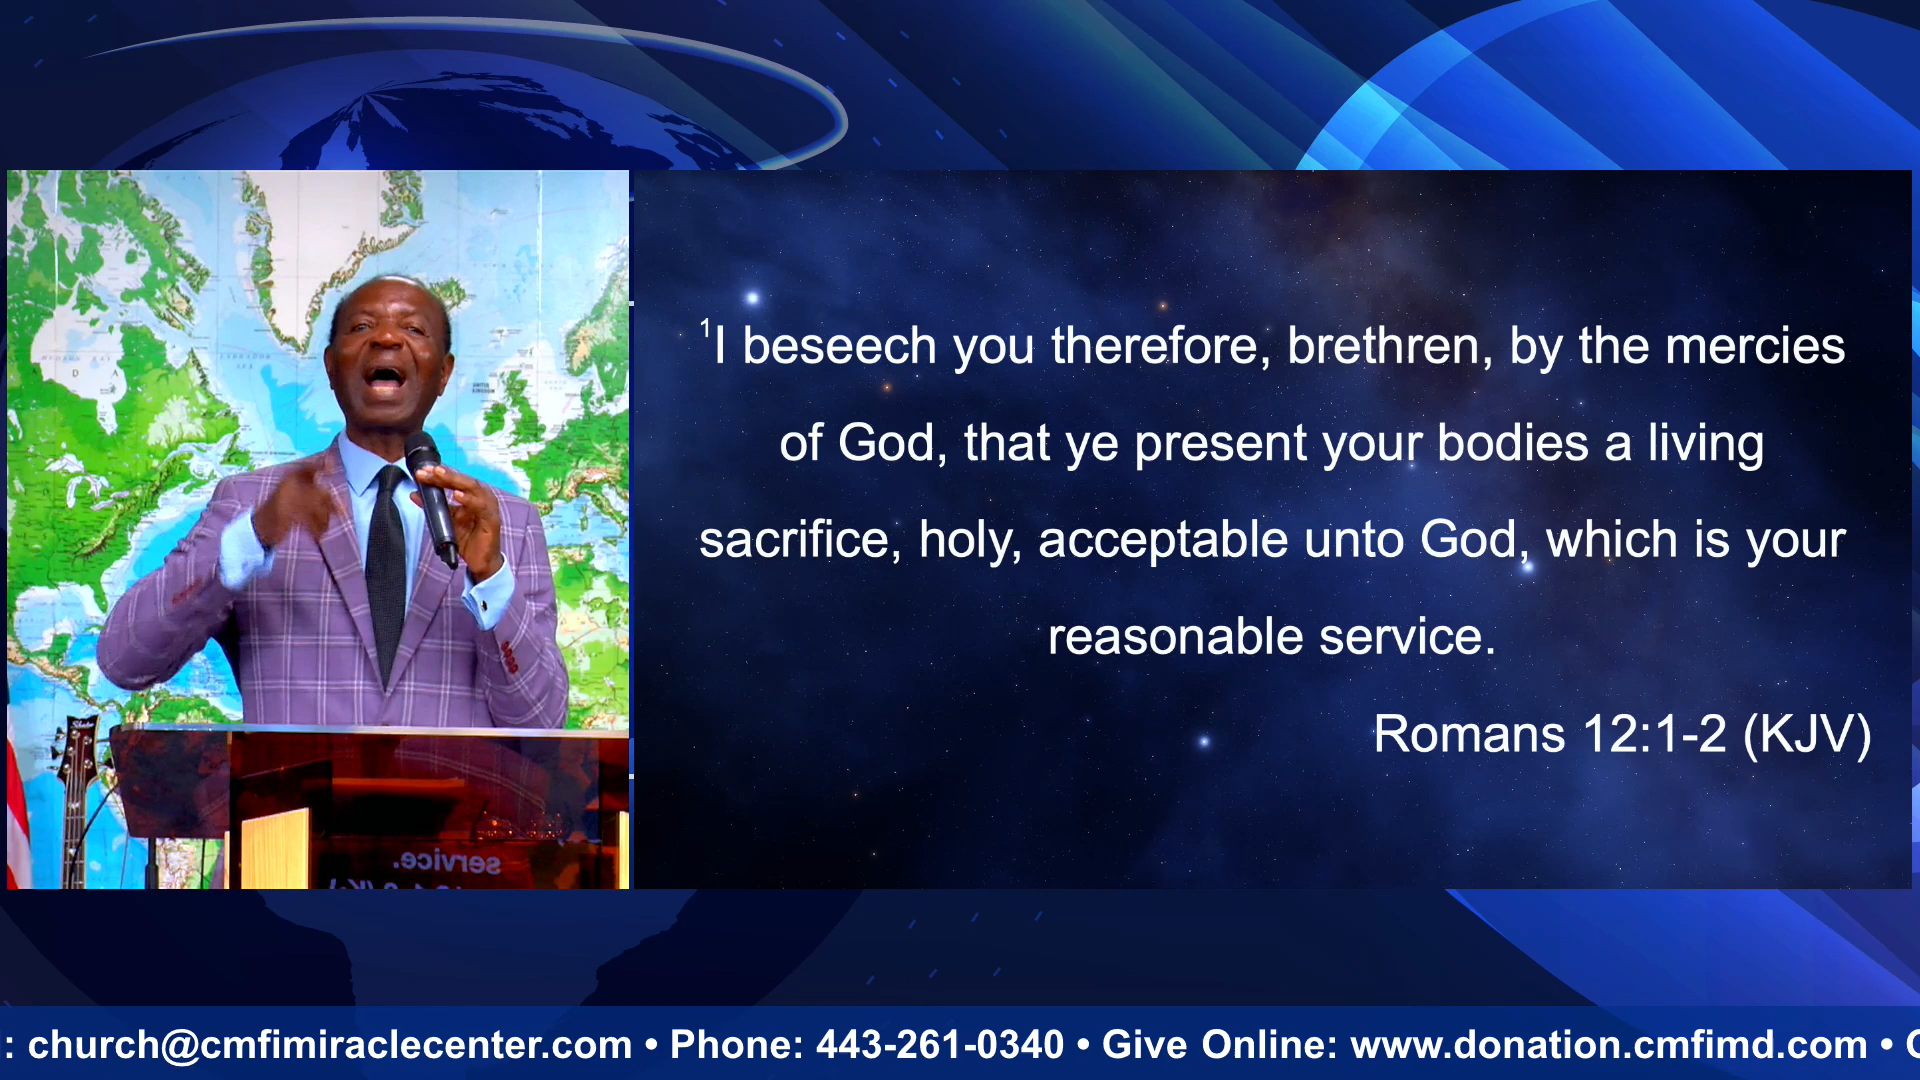 ¹I beseech you therefore, brethren, by the mercies
of God, that ye present your bodies a living
sacrifice, holy, acceptable unto God, which is your
reasonable service.
Romans 12:1-2 (KJV)
UNITED
KINGDOM
service.
: church@cmfimiraclecenter.com • Phone: 443-261-0340 • Give Online: www.donation.cmfimd.com •